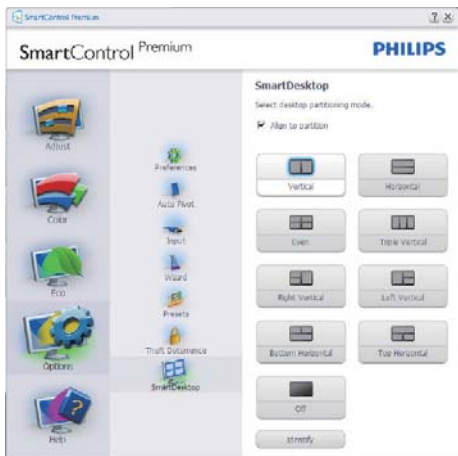 SmartControl Premium
SmartControl Premium
PHILIPS
Adjust
Color
Eco
Options
Help
Preferences
Auto Pivot
Input
Wizard
Presets
Theft Deterrence
SmartDesktop
SmartDesktop
Select desktop partitioning mode.
Align to partition
Vertical
Horizontal
Even
Triple Vertical
Right Vertical
Left Vertical
Bottom Horizontal
Top Horizontal
Off
Identify